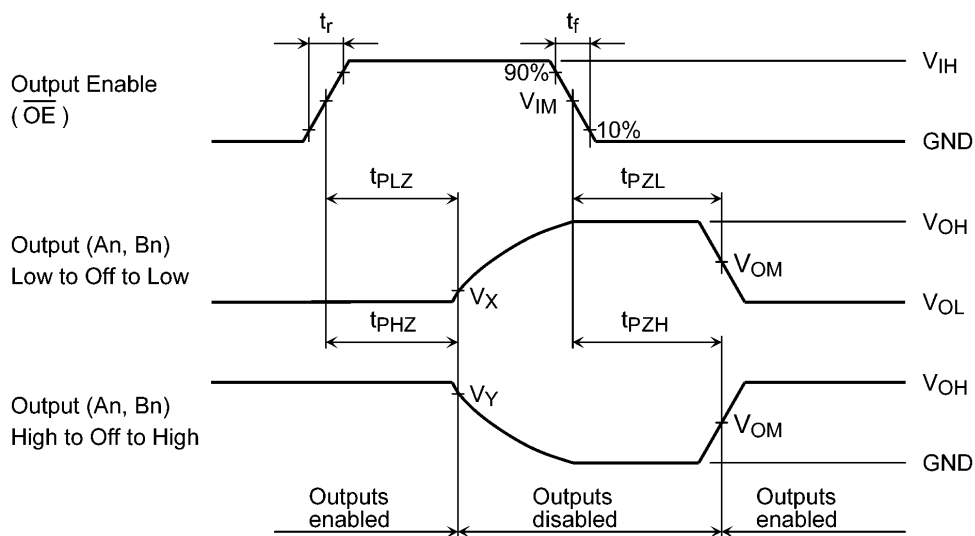 tr
tf
Output Enable
( OE )
90%
VIM
10%
VIH
GND
tPLZ
tPZL
Output (An, Bn)
Low to Off to Low
VX
VOM
VOH
VOL
tPHZ
tPZH
Output (An, Bn)
High to Off to High
VY
VOM
VOH
GND
Outputs
enabled
Outputs
disabled
Outputs
enabled